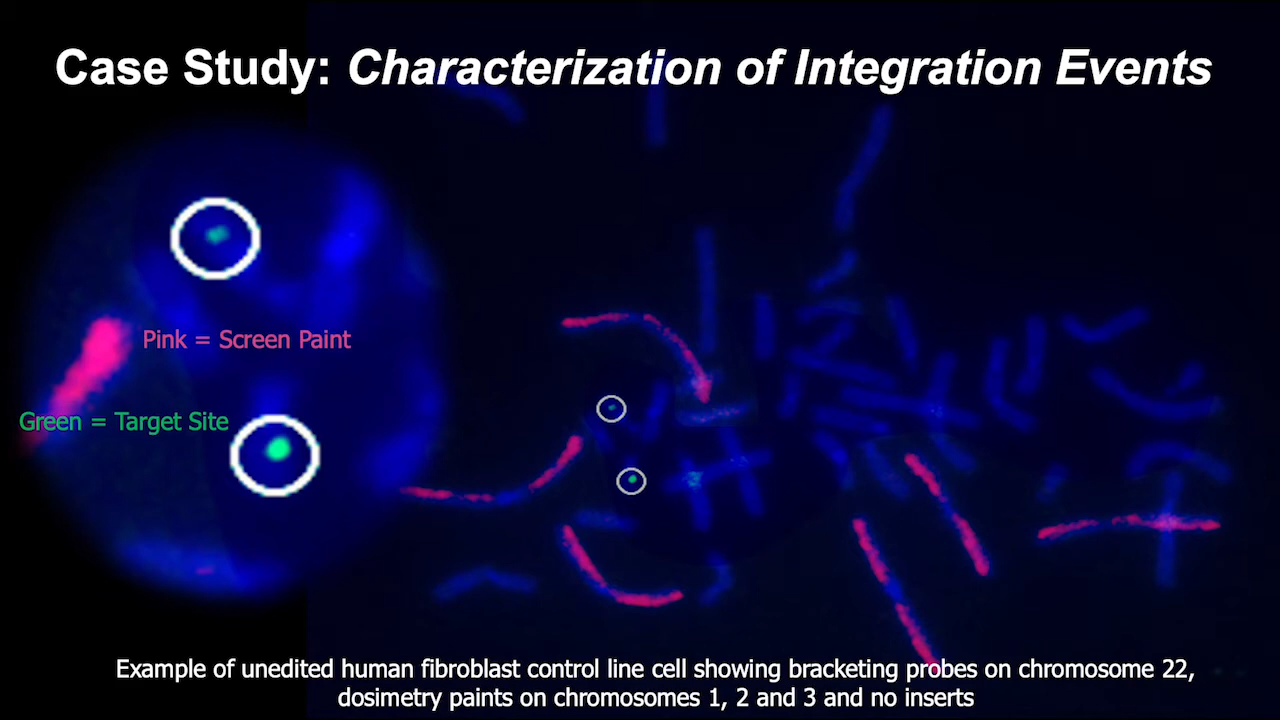 Case Study: Characterization of Integration Events
Pink = Screen Paint
Green = Target Site
Example of unedited human fibroblast control line cell showing bracketing probes on chromosome 22,
dosimetry paints on chromosomes 1, 2 and 3 and no inserts